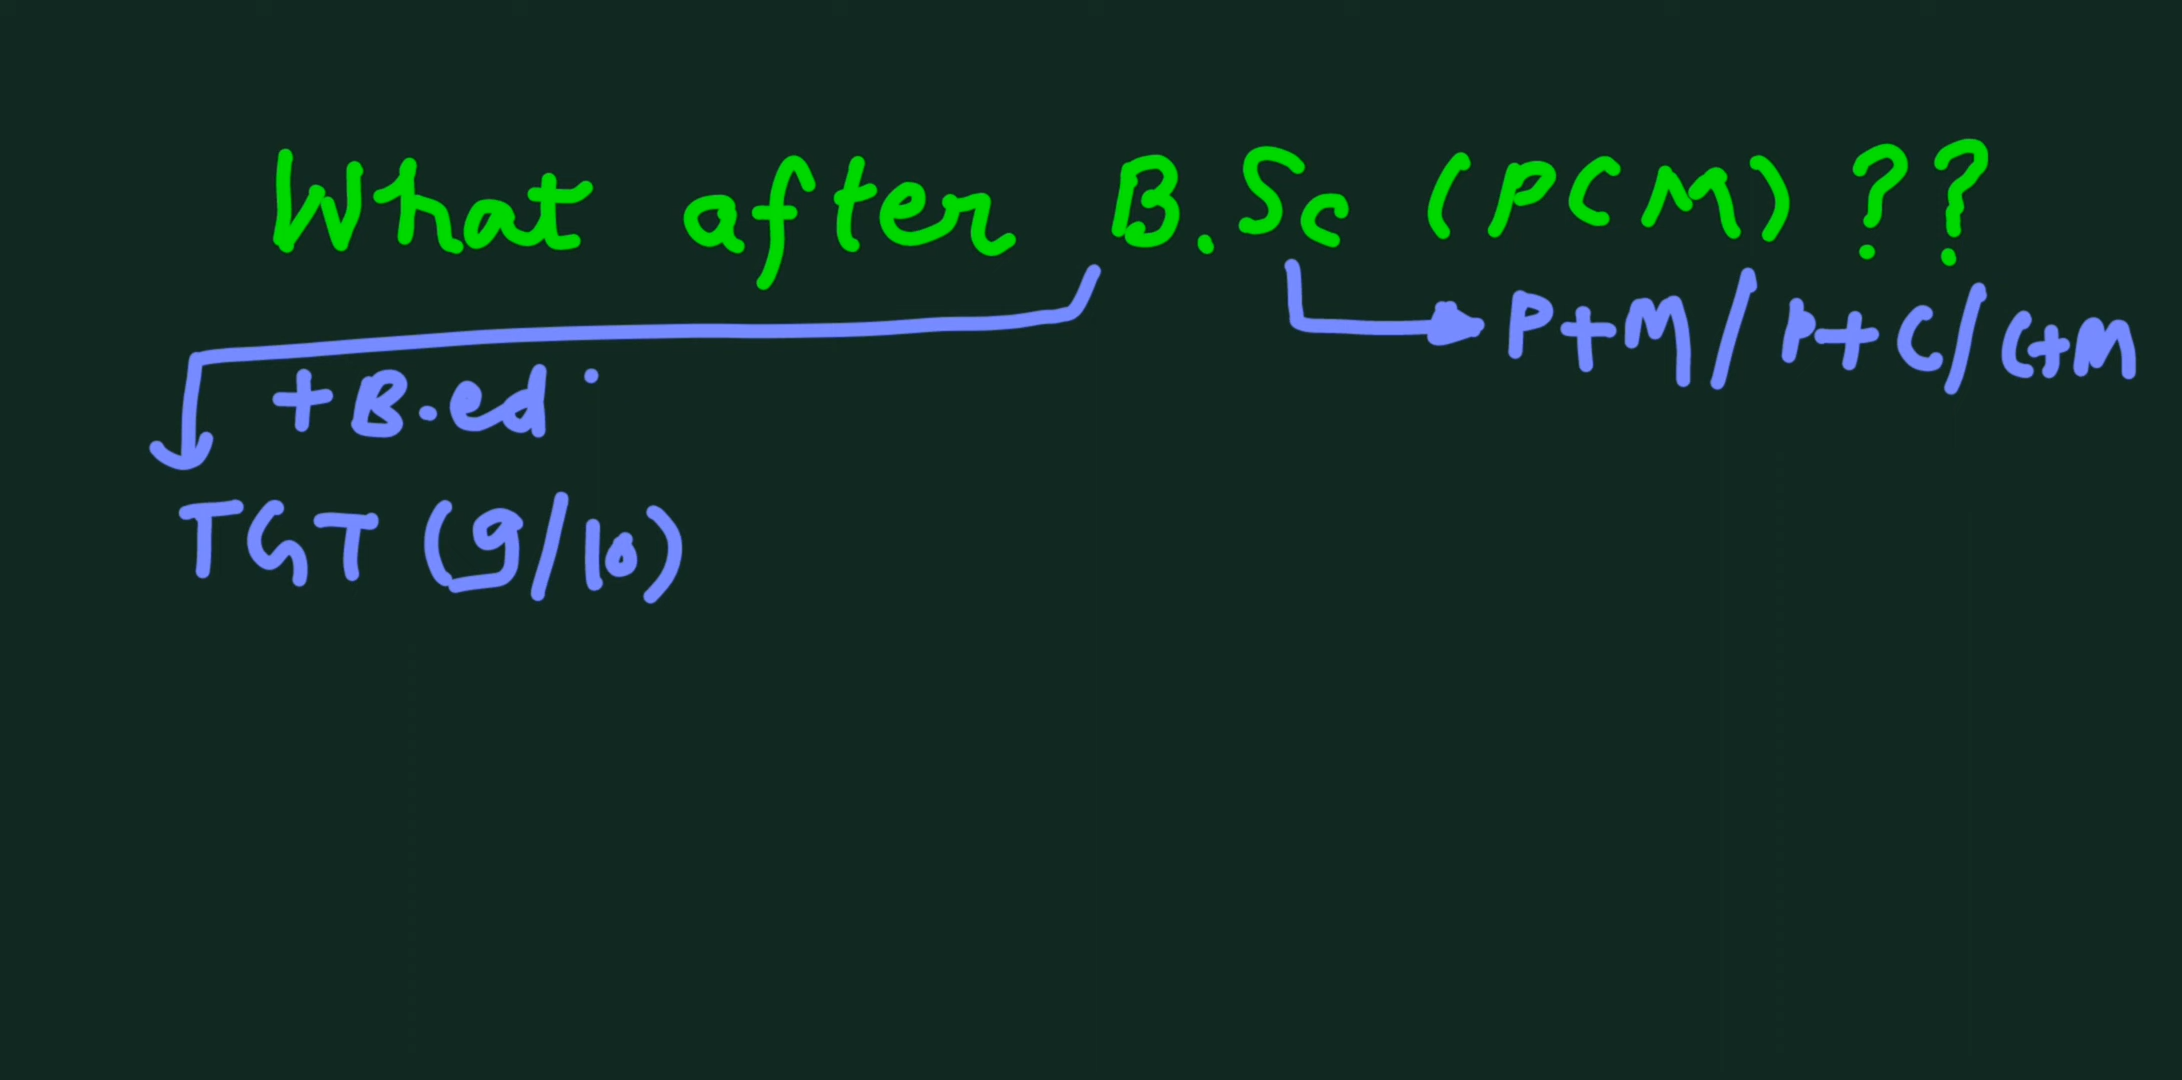 What after B.Sc (PCM) ??
P+M/P+C/C+M
+ B.ed
TGT (9/10)